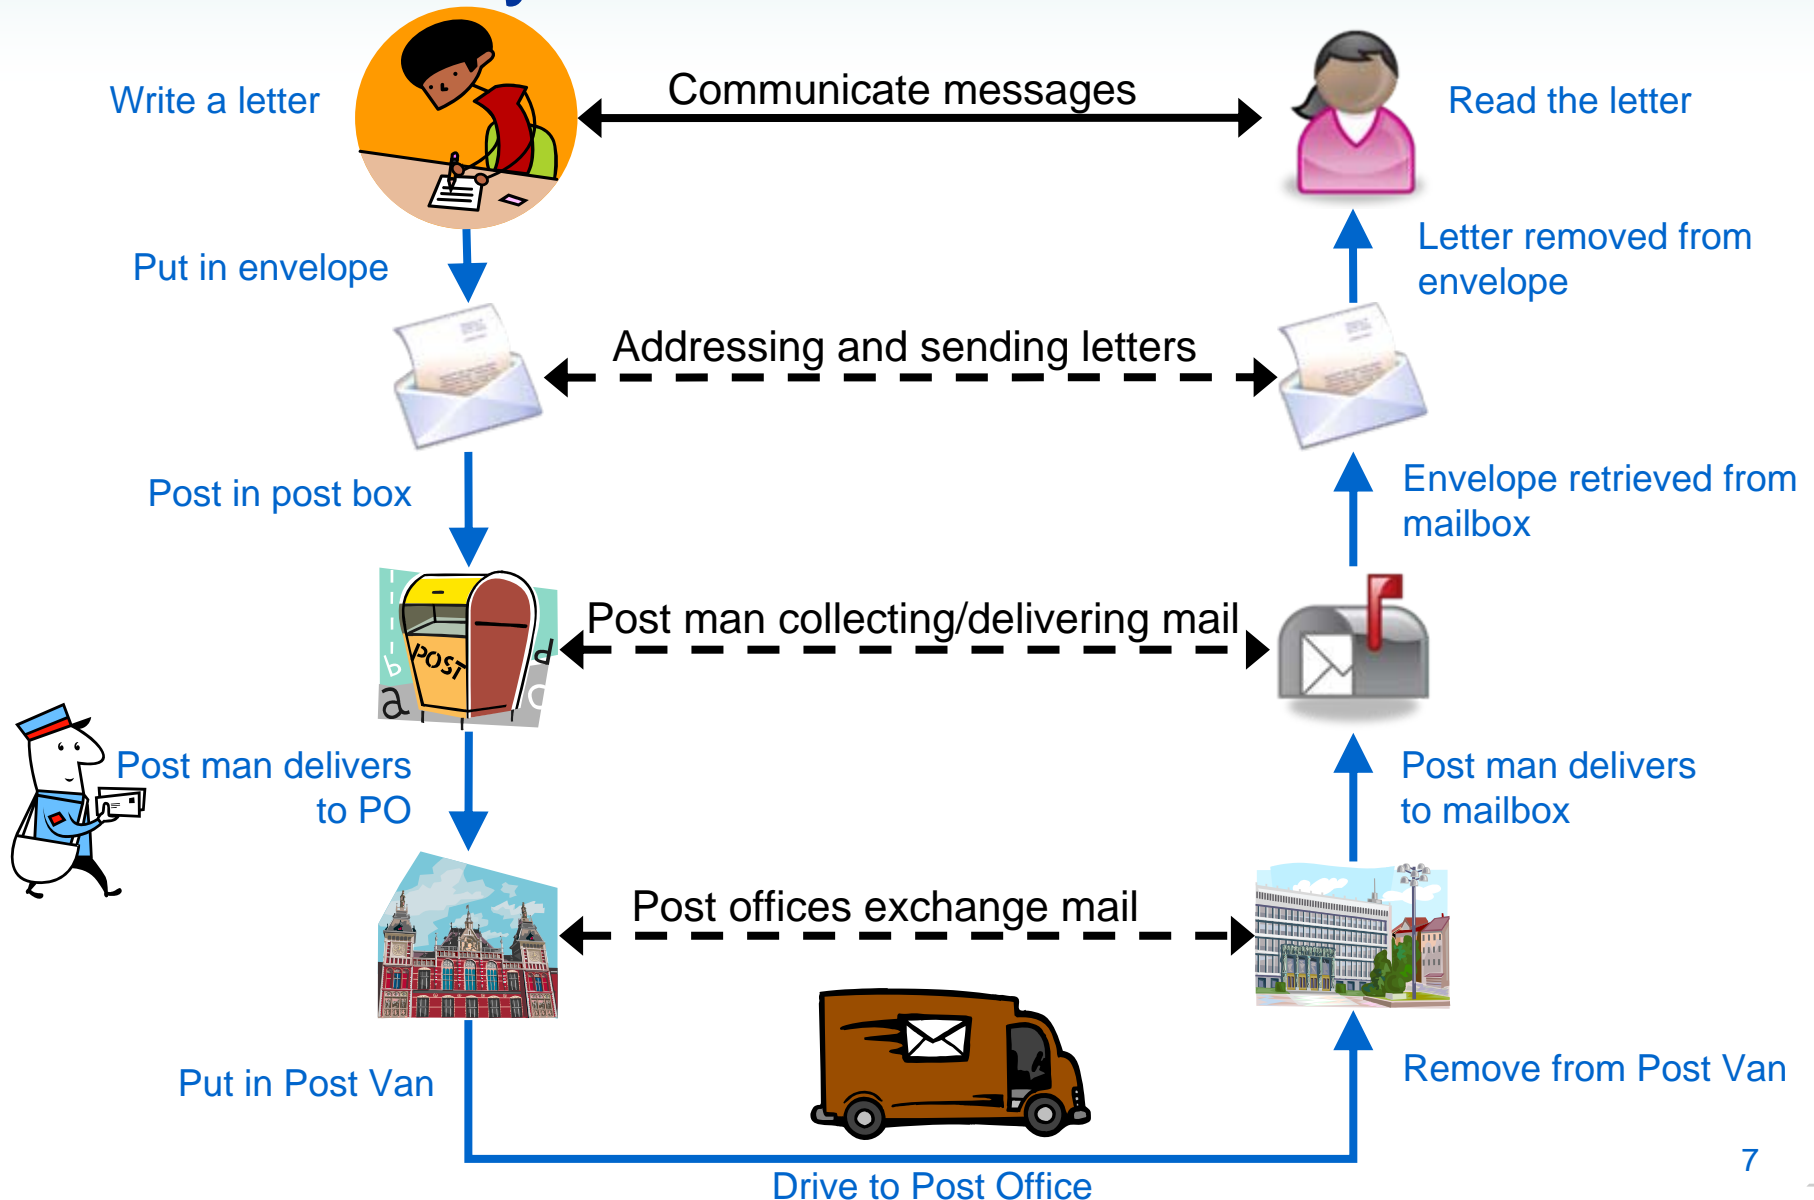 Write a letter
Communicate messages
Read the letter
Put in envelope
Letter removed from
envelope
Addressing and sending letters
Post in post box
Envelope retrieved from
mailbox
Post man collecting/delivering mail
b
POST
d
a
c
Post man delivers
to PO
Post man delivers
to mailbox
Post offices exchange mail
Put in Post Van
Remove from Post Van
Drive to Post Office
7